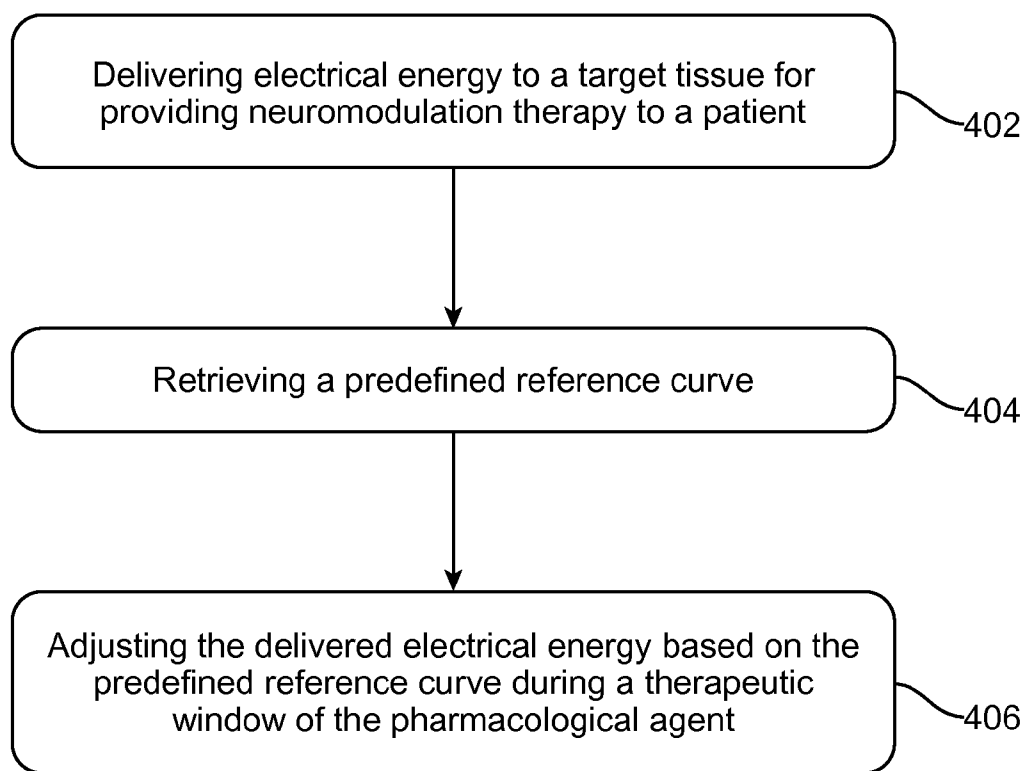 Delivering electrical energy to a target tissue for
providing neuromodulation therapy to a patient
402
Retrieving a predefined reference curve
404
Adjusting the delivered electrical energy based on the
predefined reference curve during a therapeutic
window of the pharmacological agent
406